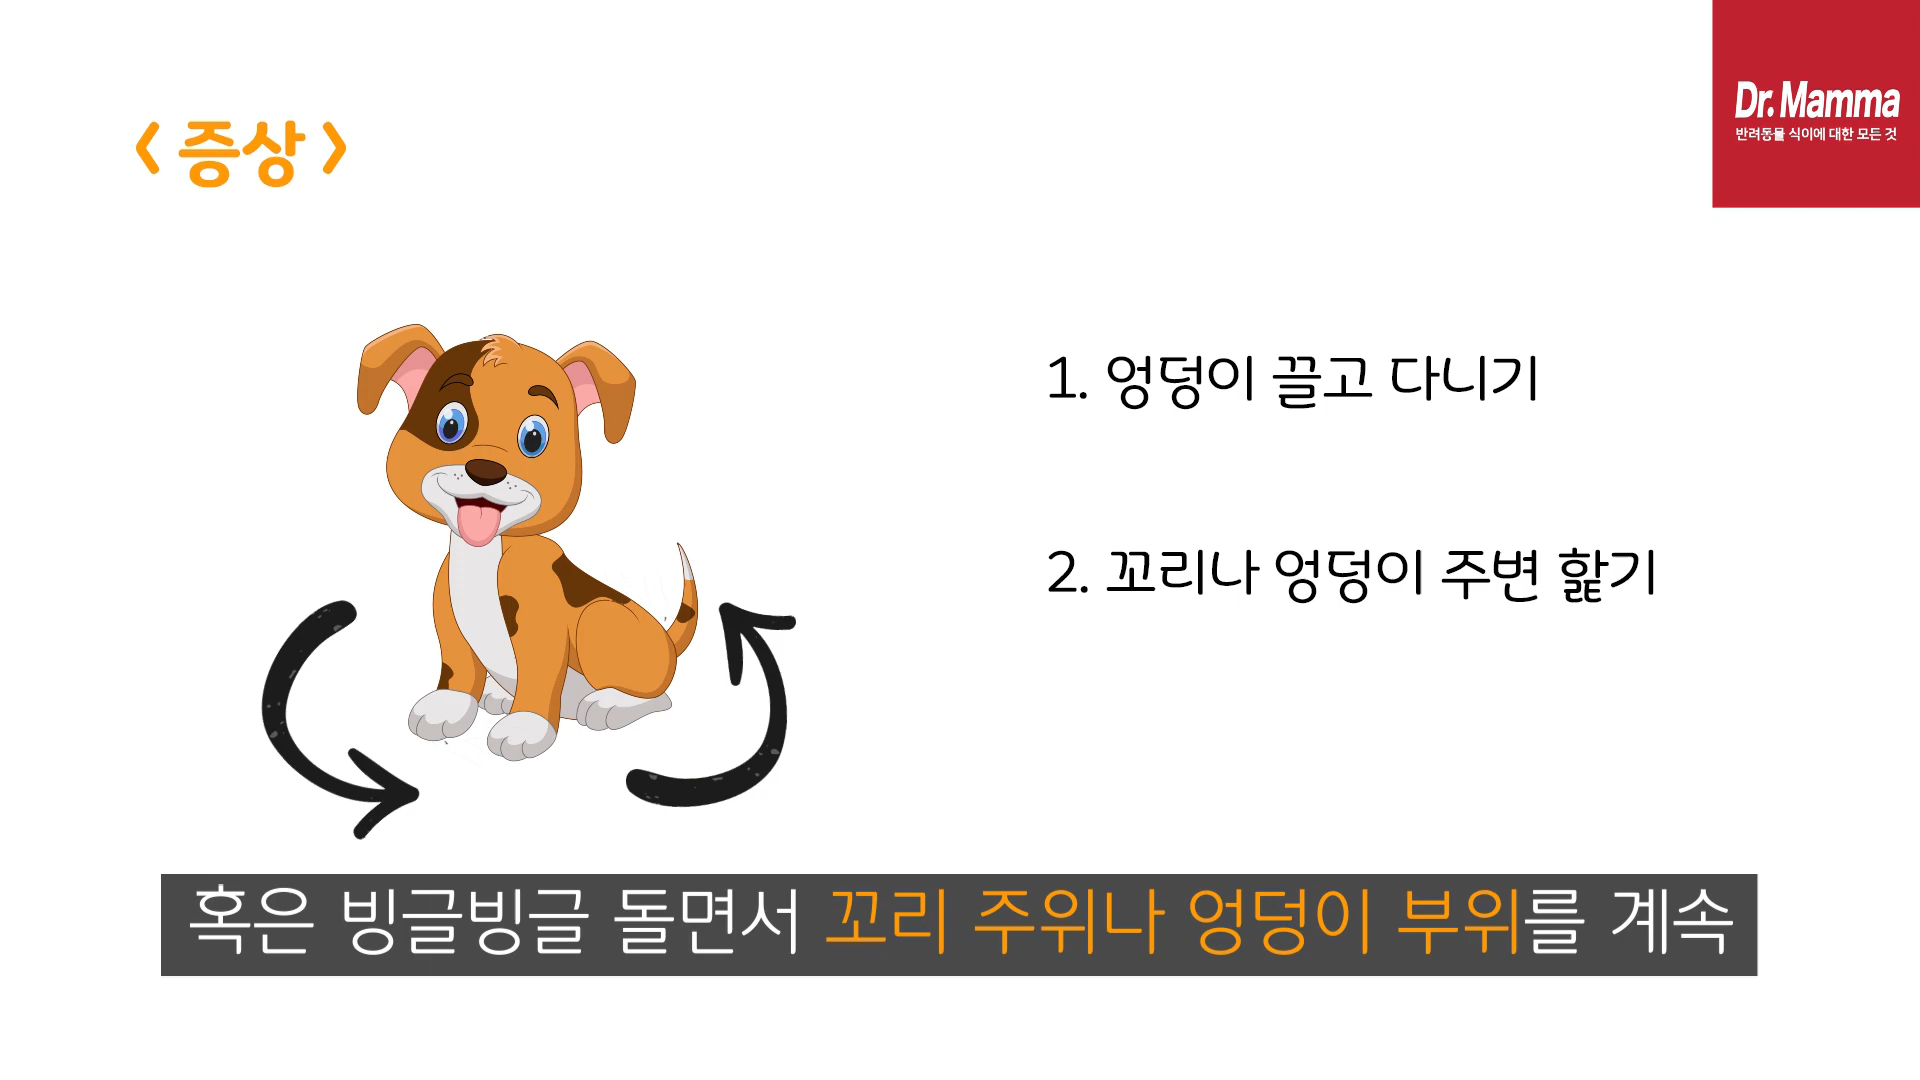 < 증상 >
Dr. Mamma
반려동물 식이에 대한 모든 것
1. 엉덩이 끌고 다니기
2. 꼬리나 엉덩이 주변 핥기
혹은 빙글빙글 돌면서 꼬리 주위나 엉덩이 부위를 계속